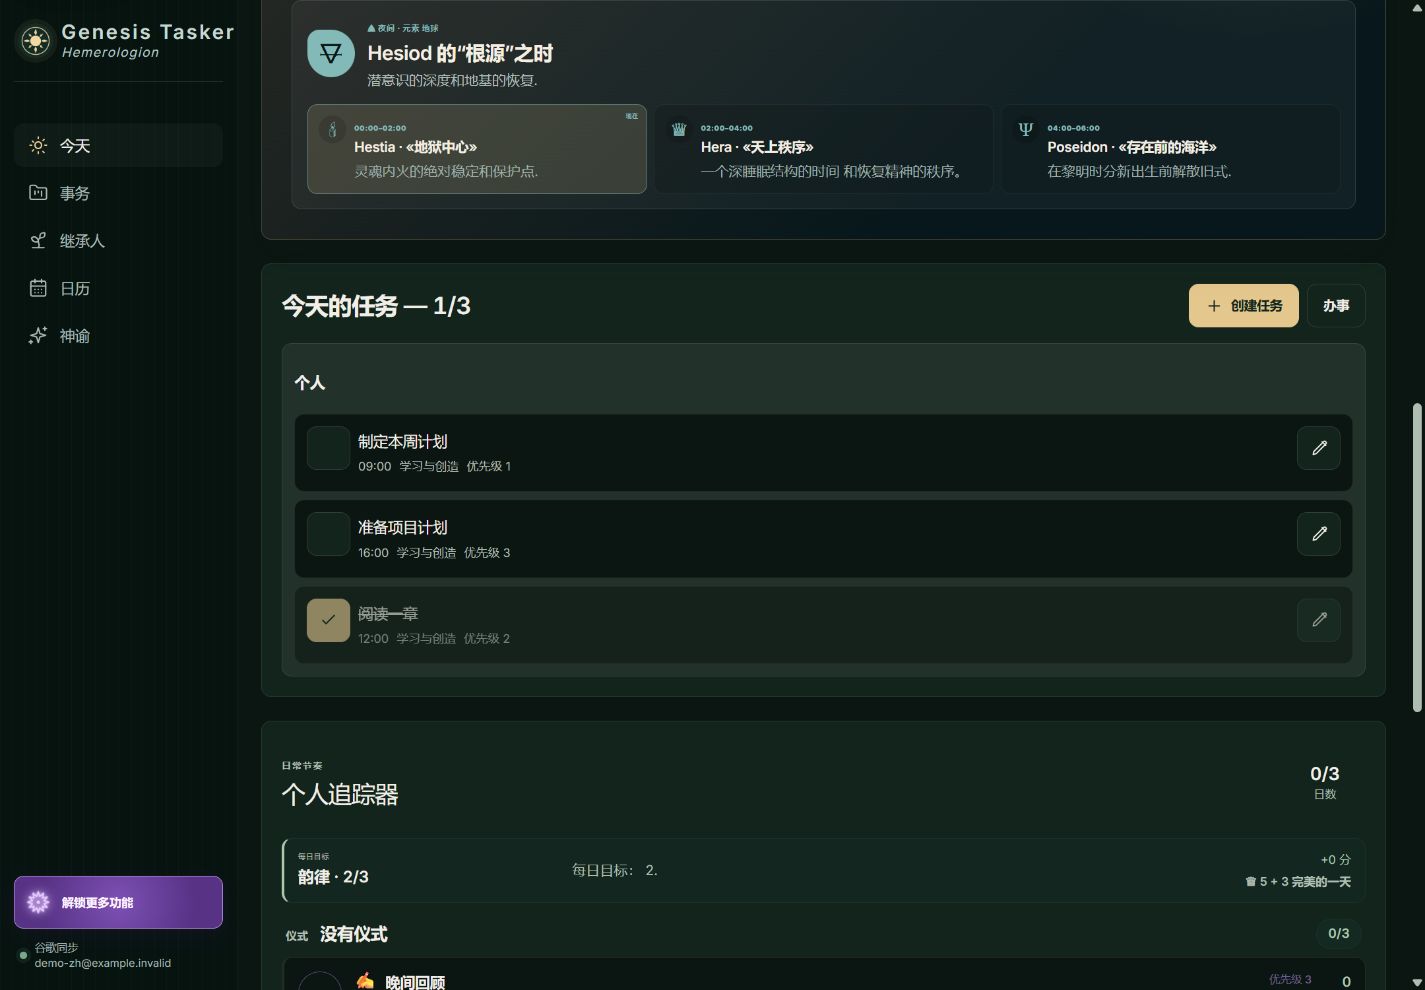 Genesis Tasker
Hemerologion
今天
事务
继承人
日历
神谕
解锁更多功能
谷歌同步
demo-zh@example.invalid
夜间 · 元素 地球
Hesiod 的“根源”之时
潜意识的深度和地基的恢复.
现在
00:00–02:00
Hestia · «地狱中心»
灵魂内火的绝对稳定和保护点.
02:00–04:00
Hera · «天上秩序»
一个深睡眠结构的时间 和恢复精神的秩序。
04:00–06:00
Poseidon · «存在前的海洋»
在黎明时分新出生前解散旧式.
今天的任务 — 1/3
创建任务
办事
个人
制定本周计划
09:00 学习与创造 优先级 1
准备项目计划
16:00 学习与创造 优先级 3
阅读一章
12:00 学习与创造 优先级 2
日常节奏
个人追踪器
0/3
日数
每日目标
韵律 · 2/3
每日目标： 2.
+0 分
5 + 3 完美的一天
仪式 没有仪式
0/3
晚间回顾
优先级 3
0